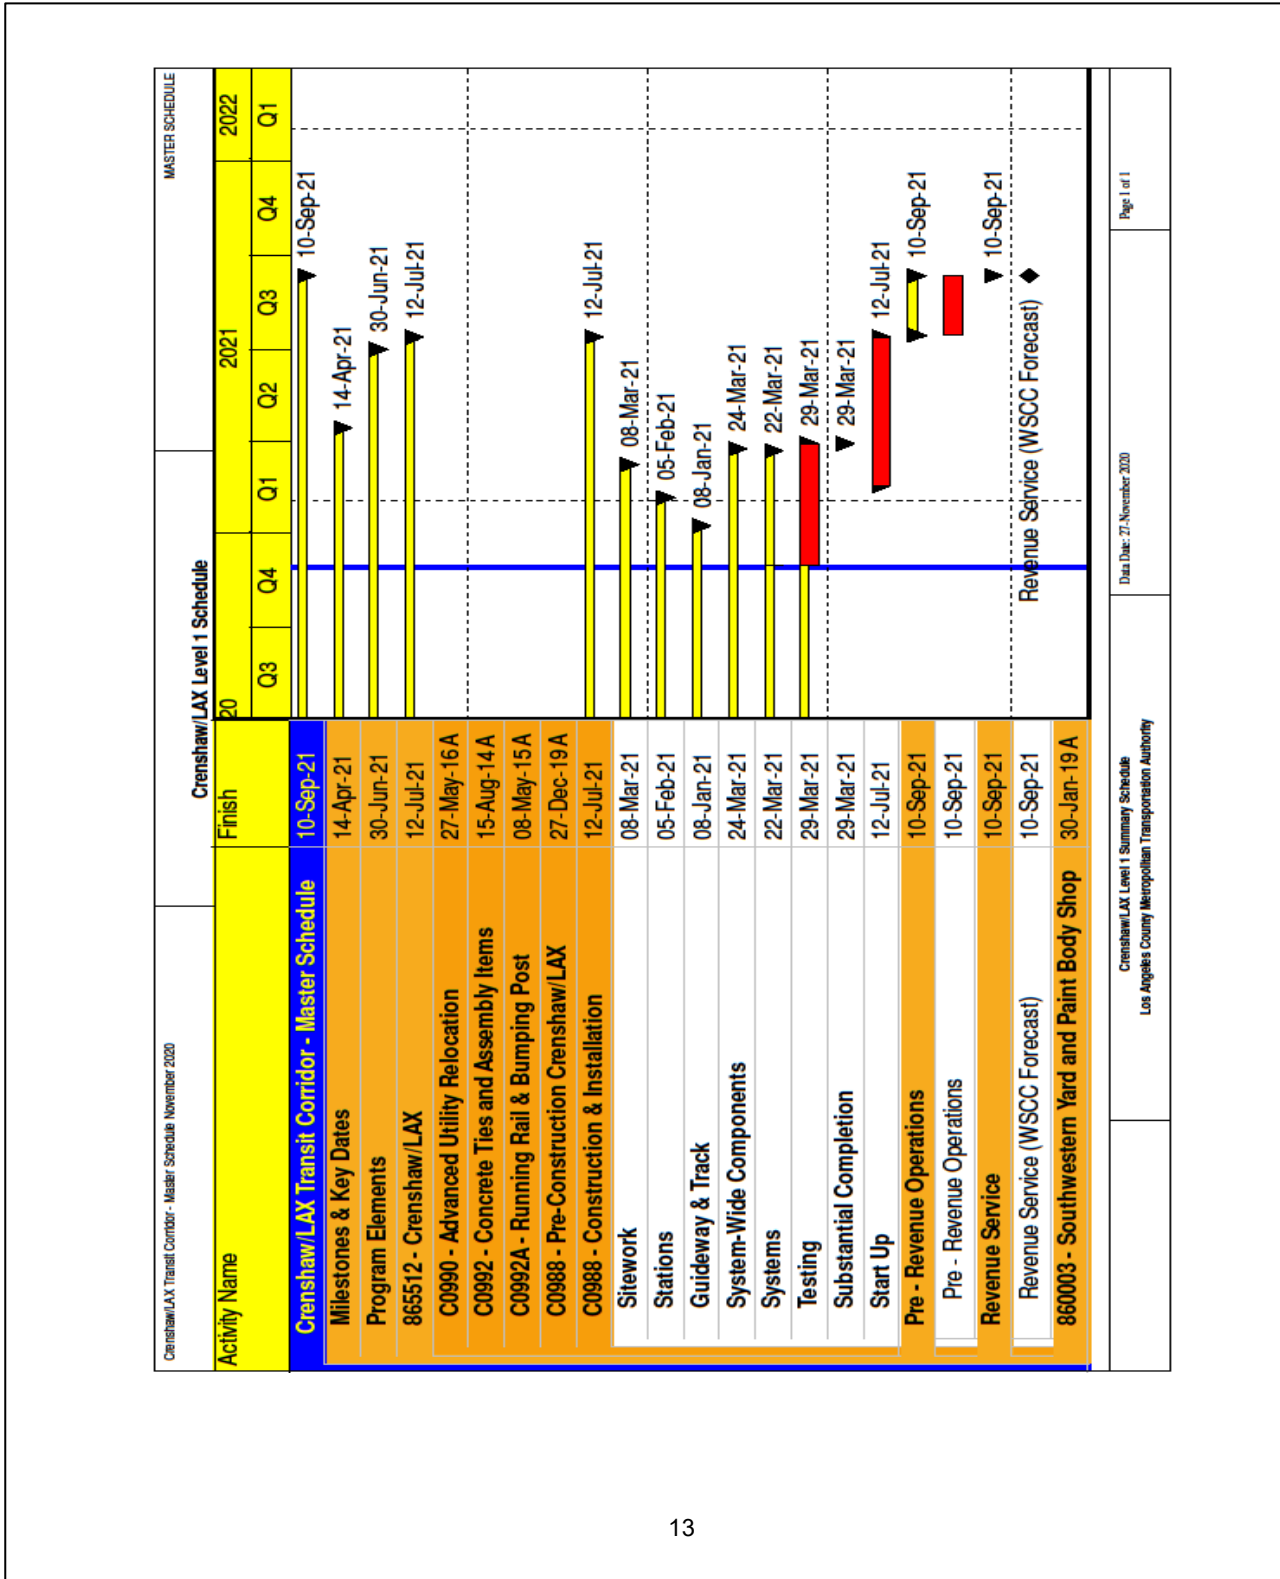 Crenshaw/LAX Transit Corridor - Master Schedule November 2020
Crenshaw/LAX Level 1 Schedule
MASTER SCHEDULE
Activity Name Finish 20 2021 2022
Q3 Q4 Q1 Q2 Q3 Q4 Q1
Crenshaw/LAX Transit Corridor - Master Schedule 10-Sep-21 10-Sep-21
Milestones & Key Dates 14-Apr-21 14-Apr-21
Program Elements 30-Jun-21 30-Jun-21
865512 - Crenshaw/LAX 12-Jul-21 12-Jul-21
C0990 - Advanced Utility Relocation 27-May-16 A
C0992 - Concrete Ties and Assembly Items 15-Aug-14 A
C0992A - Running Rail & Bumping Post 08-May-15 A
C0988 - Pre-Construction Crenshaw/LAX 27-Dec-19 A
C0988 - Construction & Installation 12-Jul-21 12-Jul-21
Sitework 08-Mar-21 08-Mar-21
Stations 05-Feb-21 05-Feb-21
Guideway & Track 08-Jan-21 08-Jan-21
System-Wide Components 24-Mar-21 24-Mar-21
Systems 22-Mar-21 22-Mar-21
Testing 29-Mar-21 29-Mar-21
Substantial Completion 29-Mar-21 29-Mar-21
Start Up 12-Jul-21 12-Jul-21
Pre - Revenue Operations 10-Sep-21 10-Sep-21
Pre - Revenue Operations 10-Sep-21
Revenue Service 10-Sep-21 10-Sep-21
Revenue Service (WSCC Forecast) 10-Sep-21 Revenue Service (WSCC Forecast)
860003 - Southwestern Yard and Paint Body Shop 30-Jan-19 A
Crenshaw/LAX Level 1 Summary Schedule
Los Angeles County Metropolitan Transportation Authority
Data Date: 27-November 2020
Page 1 of 1
13